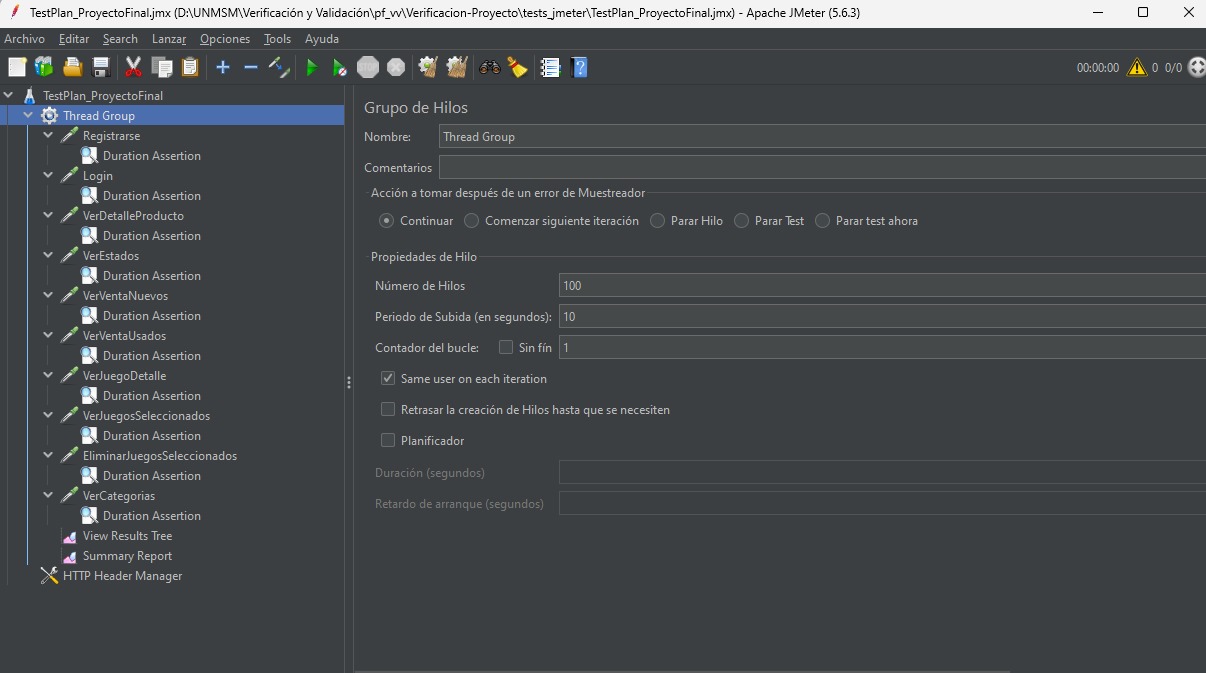 TestPlan_ProyectoFinal.jmx (D:\UNMSM\Verificación y Validación\pf_vv\Verificacion-Proyecto\tests_jmeter\TestPlan_ProyectoFinal.jmx) - Apache JMeter (5.6.3)
Archivo Editar Search Lanzar Opciones Tools Ayuda
STOP
00:00:00 0 0/0
TestPlan_ProyectoFinal
Thread Group
Registrarse
Duration Assertion
Login
Duration Assertion
VerDetalleProducto
Duration Assertion
VerEstados
Duration Assertion
VerVentaNuevos
Duration Assertion
VerVentaUsados
Duration Assertion
VerJuegoDetalle
Duration Assertion
VerJuegosSeleccionados
Duration Assertion
EliminarJuegosSeleccionados
Duration Assertion
VerCategorias
Duration Assertion
View Results Tree
Summary Report
HTTP Header Manager
Grupo de Hilos
Nombre: Thread Group
Comentarios
Acción a tomar después de un error de Muestreador
Continuar Comenzar siguiente iteración Parar Hilo Parar Test Parar test ahora
Propiedades de Hilo
Número de Hilos 100
Periodo de Subida (en segundos): 10
Contador del bucle: Sin fín 1
Same user on each iteration
Retrasar la creación de Hilos hasta que se necesiten
Planificador
Duración (segundos)
Retardo de arranque (segundos)